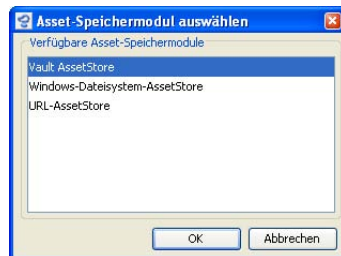 Asset-Speichermodul auswählen
Verfügbare Asset-Speichermodule
Vault AssetStore
Windows-Dateisystem-AssetStore
URL-AssetStore
OK Abbrechen